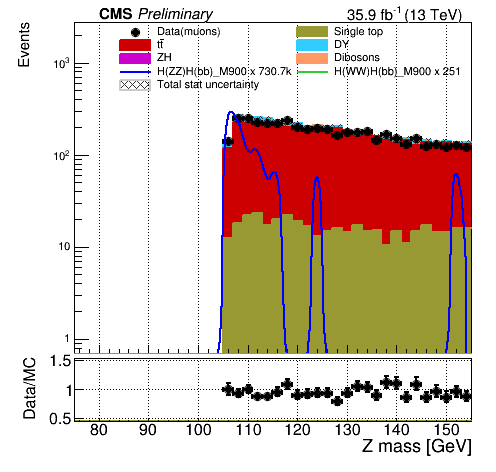 CMS Preliminary 35.9 fb⁻¹ (13 TeV)
Data(muons) Single top
tt̄ DY
ZH Dibosons
H(ZZ)H(bb)_M900 x 730.7k H(WW)H(bb)_M900 x 251
Total stat uncertainty
Events
10³
10²
10
1
Data/MC
1.5
1.0
0.5
80 90 100 110 120 130 140 150
Z mass [GeV]